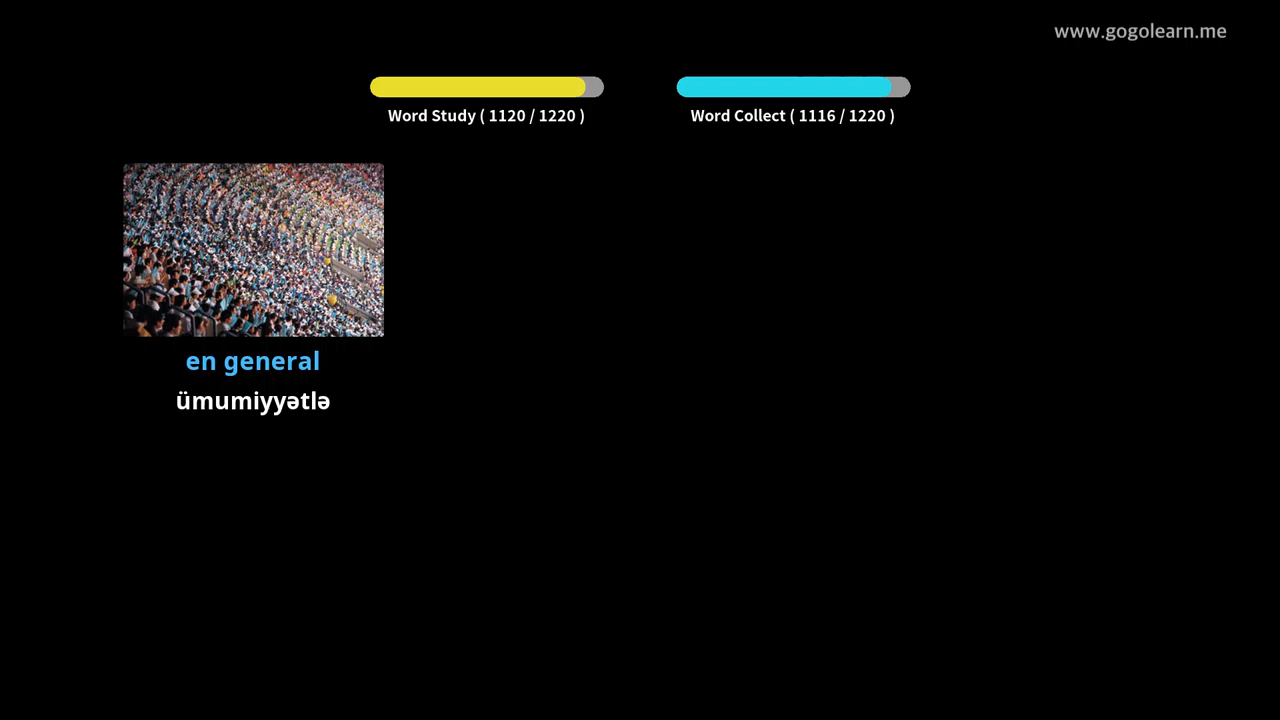 www.gogolearn.me
Word Study ( 1120 / 1220 )
Word Collect ( 1116 / 1220 )
en general
ümumiyyətlə